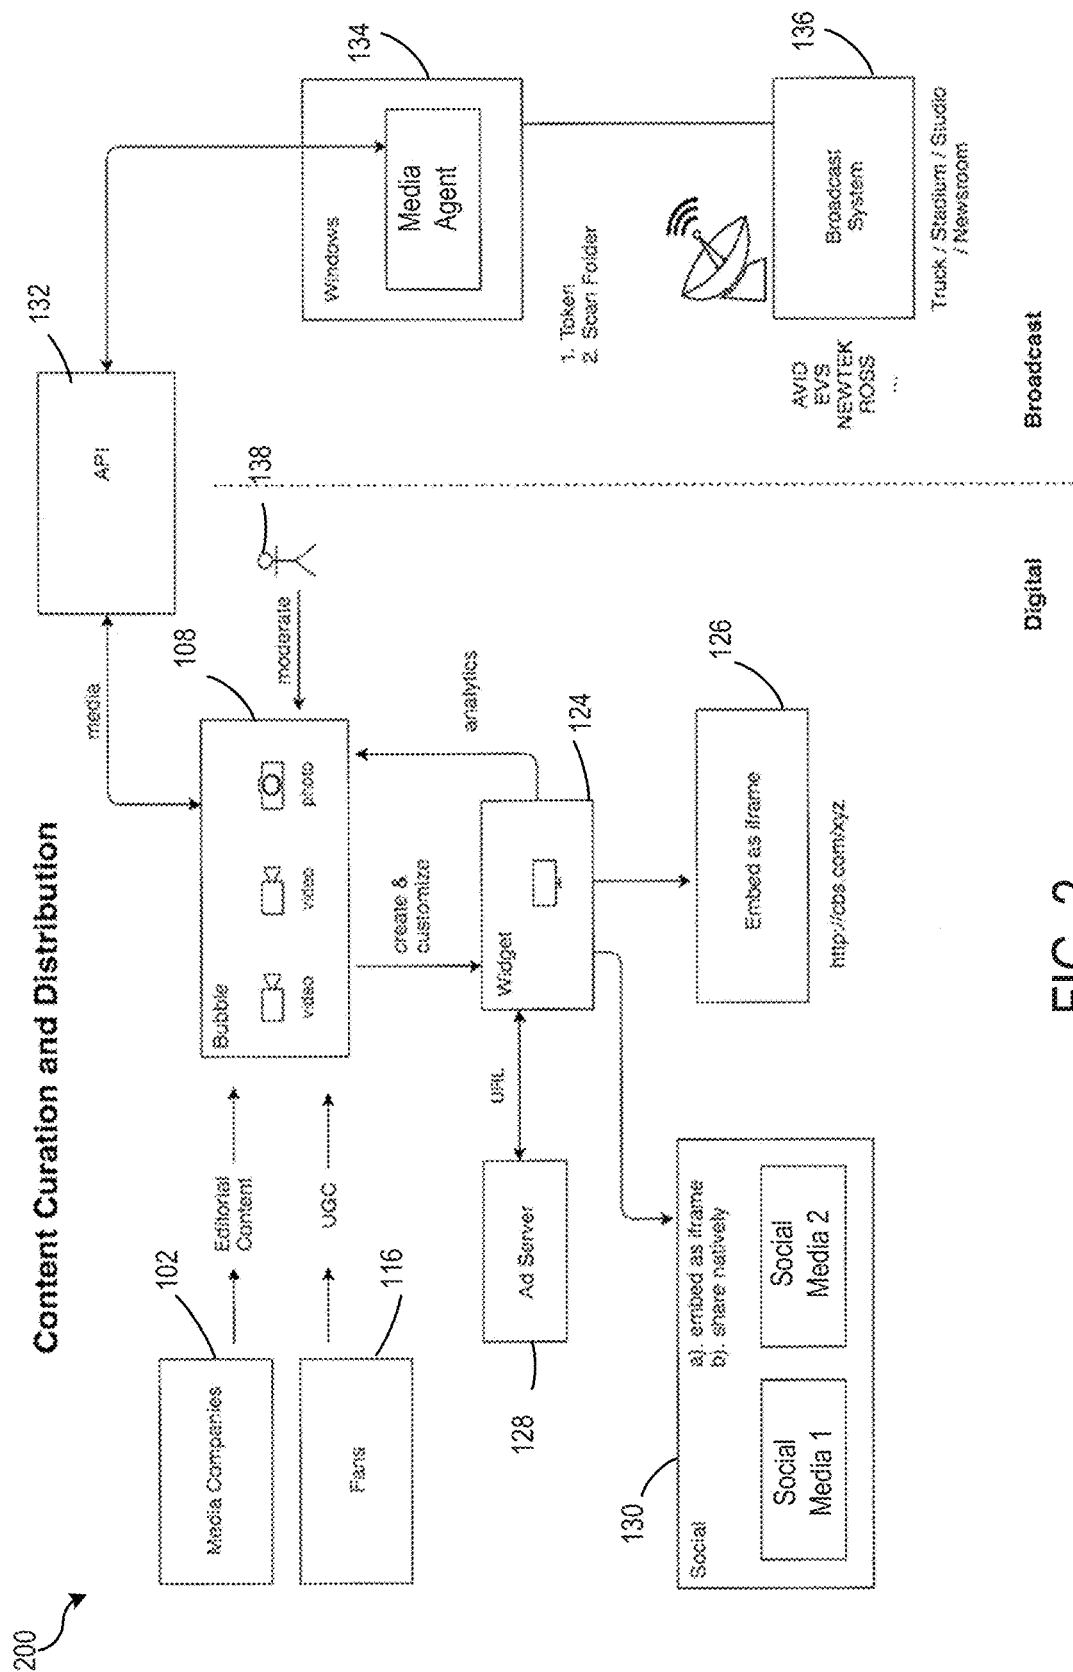 200
Content Curation and Distribution
Media Companies
102
Editorial
Content
Fans
116
UGC
Bubble
video
video
photo
108
moderate
138
media
API
132
Windows
Media
Agent
134
1. Token
2. Scan Folder
Broadcast
System
136
AVID
EVS
NEWTEK
ROSS
...
Truck / Stadium / Studio
/ Newsroom
create &
customize
analytics
Widget
124
URL
Ad Server
128
Embed as iframe
126
http://cbs.com/xyz
Social
130
a). embed as iframe
b). share natively
Social
Media 1
Social
Media 2
Digital
Broadcast
FIG. 2